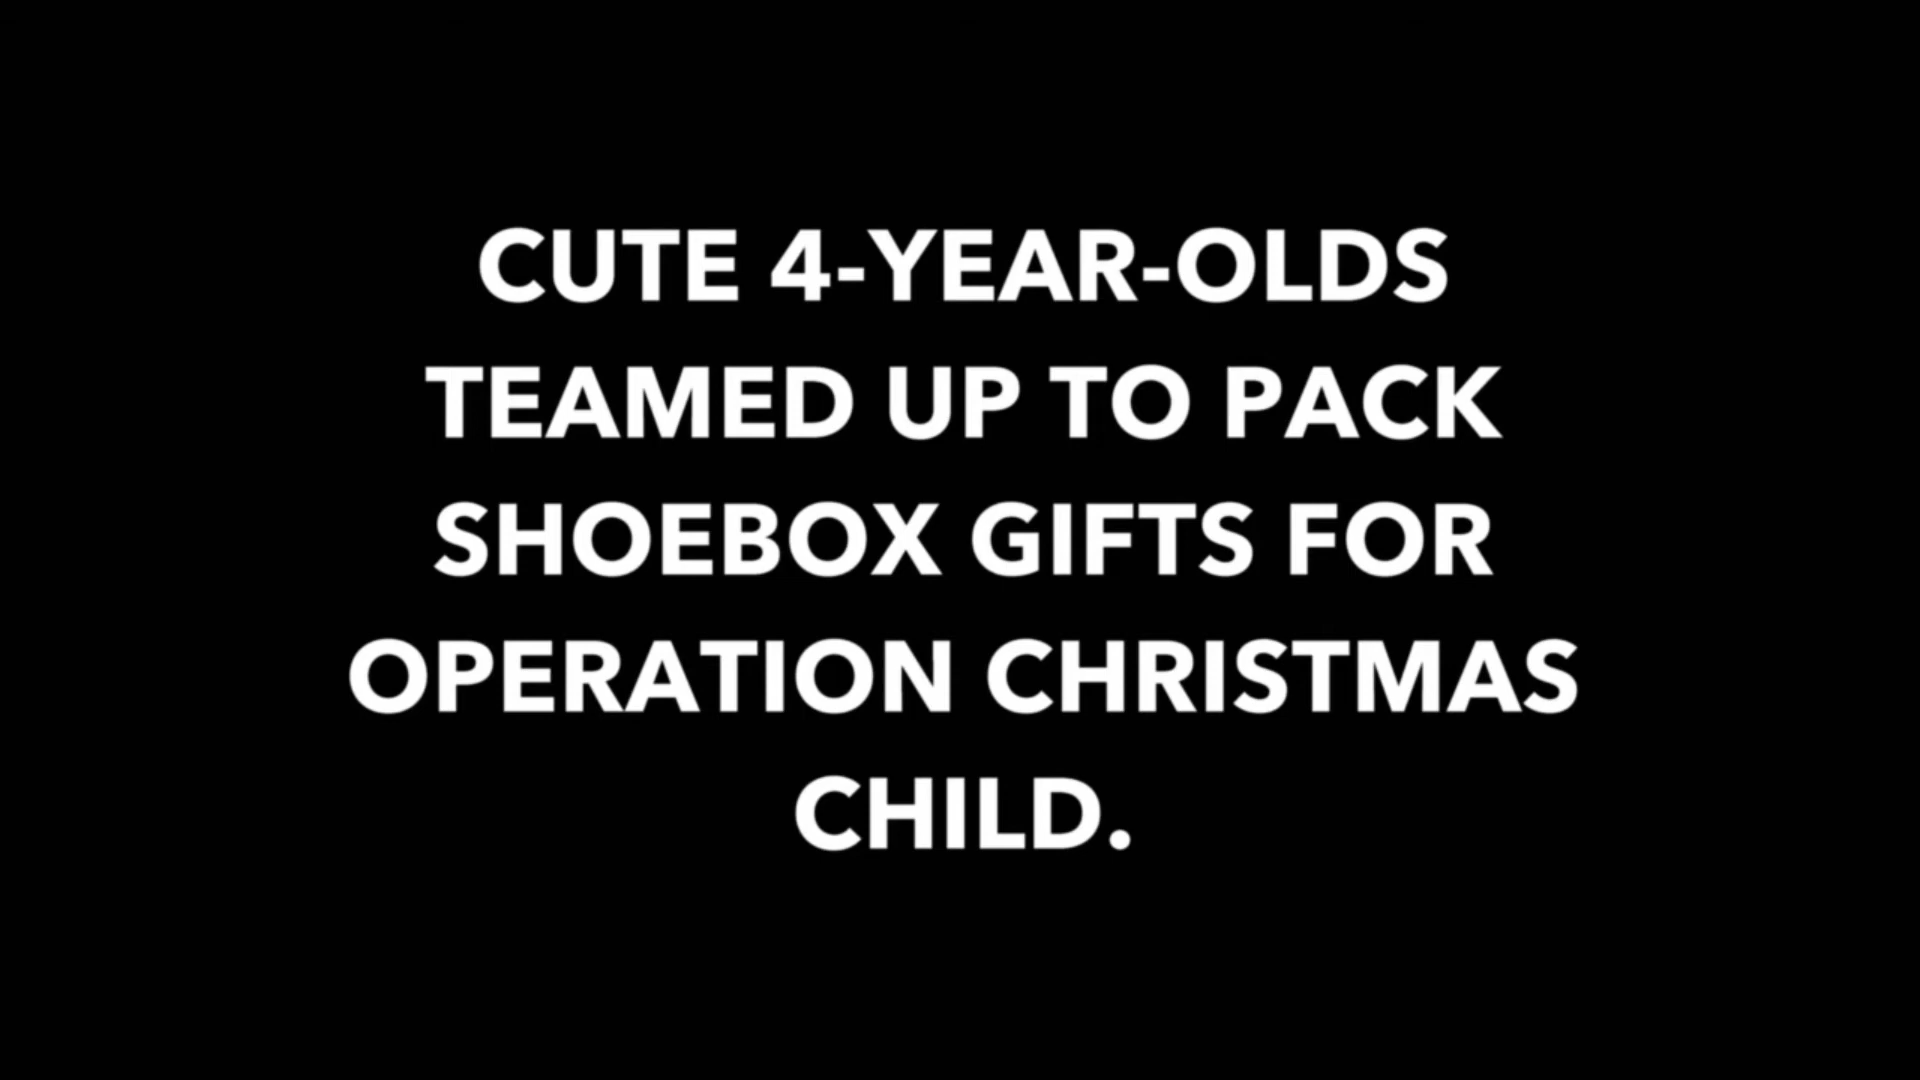 CUTE 4-YEAR-OLDS
TEAMED UP TO PACK
SHOEBOX GIFTS FOR
OPERATION CHRISTMAS
CHILD.